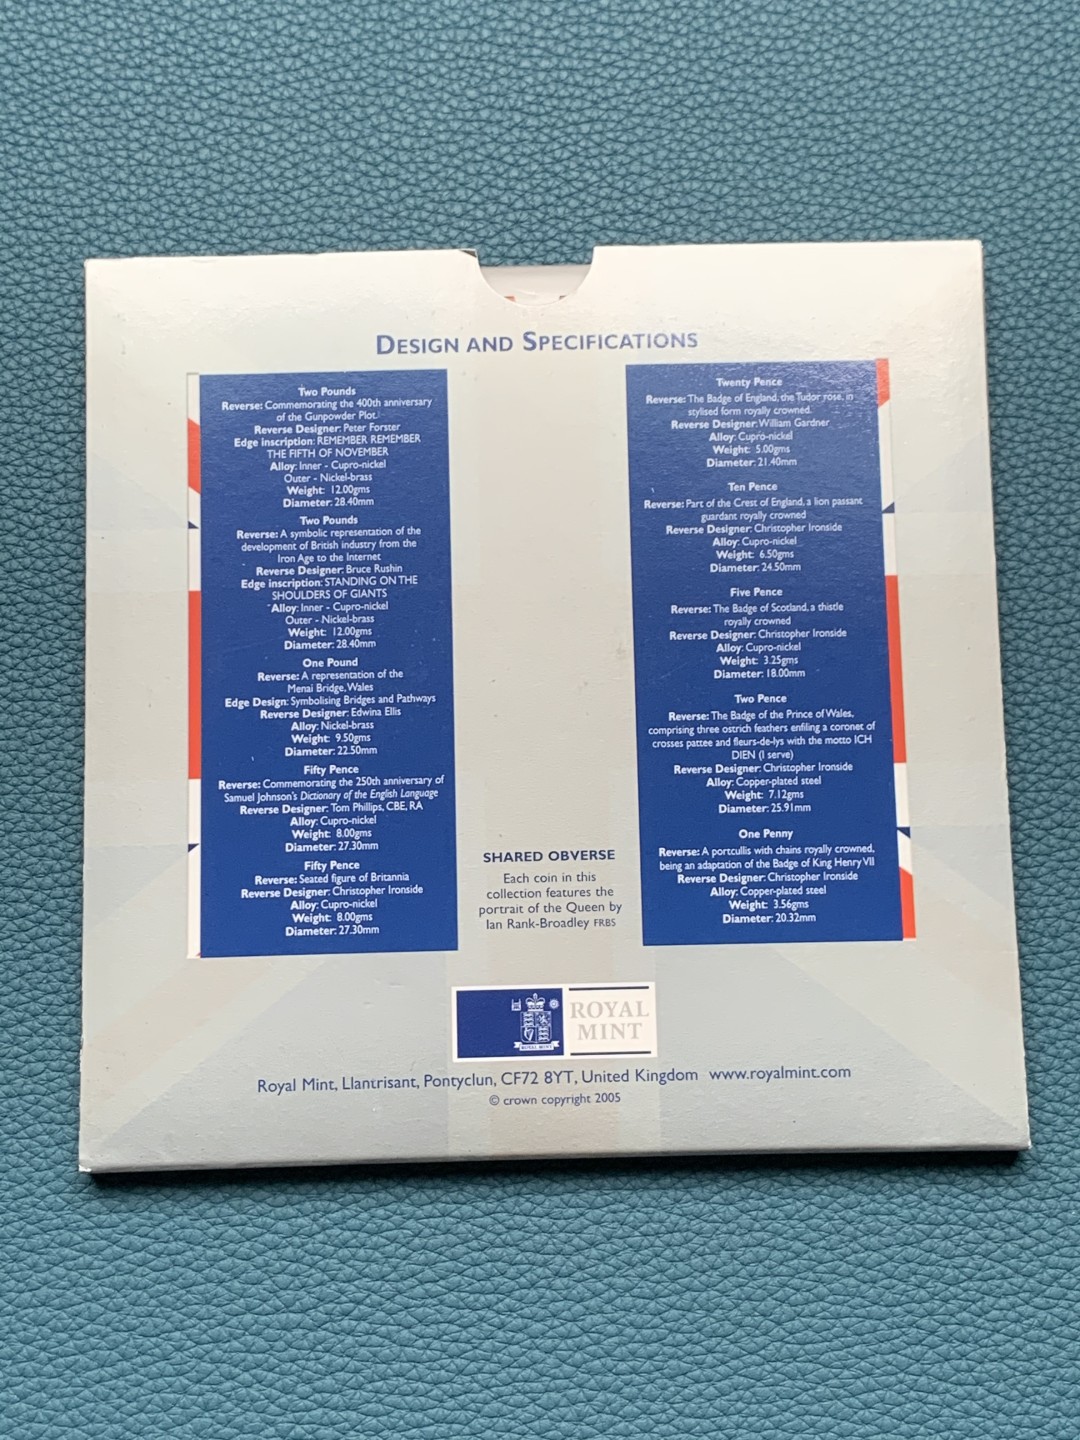 DESIGN AND SPECIFICATIONS
Two Pounds
Reverse: Commemorating the 400th anniversary
of the Gunpowder Plot.
Reverse Designer: Peter Forster
Edge inscription: REMEMBER REMEMBER
THE FIFTH OF NOVEMBER
Alloy: Inner - Cupro-nickel
Outer - Nickel-brass
Weight: 12.00gms
Diameter: 28.40mm
Two Pounds
Reverse: A symbolic representation of the
development of British industry from the
Iron Age to the Internet
Reverse Designer: Bruce Rushin
Edge inscription: STANDING ON THE
SHOULDERS OF GIANTS
Alloy: Inner - Cupro-nickel
Outer - Nickel-brass
Weight: 12.00gms
Diameter: 28.40mm
One Pound
Reverse: A representation of the
Menai Bridge, Wales
Edge Design: Symbolising Bridges and Pathways
Reverse Designer: Edwina Ellis
Alloy: Nickel-brass
Weight: 9.50gms
Diameter: 22.50mm
Fifty Pence
Reverse: Commemorating the 250th anniversary of
Samuel Johnson's Dictionary of the English Language
Reverse Designer: Tom Phillips, CBE, RA
Alloy: Cupro-nickel
Weight: 8.00gms
Diameter: 27.30mm
Fifty Pence
Reverse: Seated figure of Britannia
Reverse Designer: Christopher Ironside
Alloy: Cupro-nickel
Weight: 8.00gms
Diameter: 27.30mm
SHARED OBVERSE
Each coin in this
collection features the
portrait of the Queen by
Ian Rank-Broadley FRBS
Twenty Pence
Reverse: The Badge of England, the Tudor rose, in
stylised form royally crowned.
Reverse Designer: William Gardner
Alloy: Cupro-nickel
Weight: 5.00gms
Diameter: 21.40mm
Ten Pence
Reverse: Part of the Crest of England, a lion passant
guardant royally crowned
Reverse Designer: Christopher Ironside
Alloy: Cupro-nickel
Weight: 6.50gms
Diameter: 24.50mm
Five Pence
Reverse: The Badge of Scotland, a thistle
royally crowned
Reverse Designer: Christopher Ironside
Alloy: Cupro-nickel
Weight: 3.25gms
Diameter: 18.00mm
Two Pence
Reverse: The Badge of the Prince of Wales,
comprising three ostrich feathers enfiling a coronet of
crosses pattee and fleurs-de-lys with the motto ICH
DIEN (I serve)
Reverse Designer: Christopher Ironside
Alloy: Copper-plated steel
Weight: 7.12gms
Diameter: 25.91mm
One Penny
Reverse: A portcullis with chains royally crowned,
being an adaptation of the Badge of King Henry VII
Reverse Designer: Christopher Ironside
Alloy: Copper-plated steel
Weight: 3.56gms
Diameter: 20.32mm
ROYAL
MINT
Royal Mint, Llantrisant, Pontyclun, CF72 8YT, United Kingdom www.royalmint.com
© crown copyright 2005